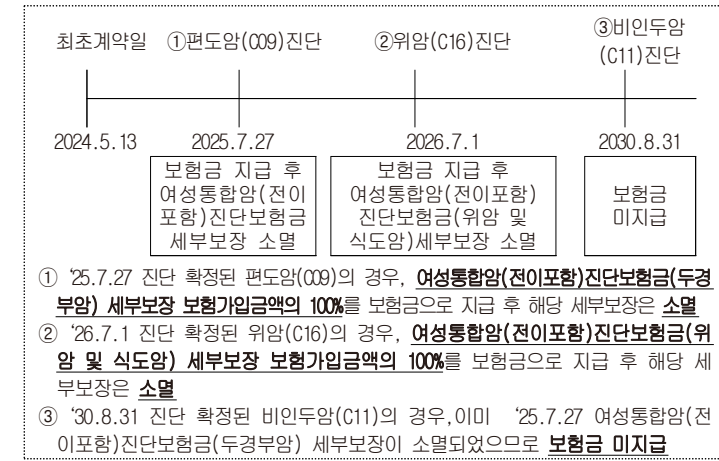 최초계약일 ①편도암(C09)진단 ②위암(C16)진단 ③비인두암
(C11)진단
2024.5.13 2025.7.27 2026.7.1 2030.8.31
보험금 지급 후
여성통합암(전이
포함)진단보험금
세부보장 소멸
보험금 지급 후
여성통합암(전이포함)
진단보험금(위암 및
식도암)세부보장 소멸
보험금
미지급
① ‘25.7.27 진단 확정된 편도암(C09)의 경우, 여성통합암(전이포함)진단보험금(두경
부암) 세부보장 보험가입금액의 100%를 보험금으로 지급 후 해당 세부보장은 소멸
② ‘26.7.1 진단 확정된 위암(C16)의 경우, 여성통합암(전이포함)진단보험금(위
암 및 식도암) 세부보장 보험가입금액의 100%를 보험금으로 지급 후 해당 세
부보장은 소멸
③ ‘30.8.31 진단 확정된 비인두암(C11)의 경우,이미 ‘25.7.27 여성통합암(전
이포함)진단보험금(두경부암) 세부보장이 소멸되었으므로 보험금 미지급